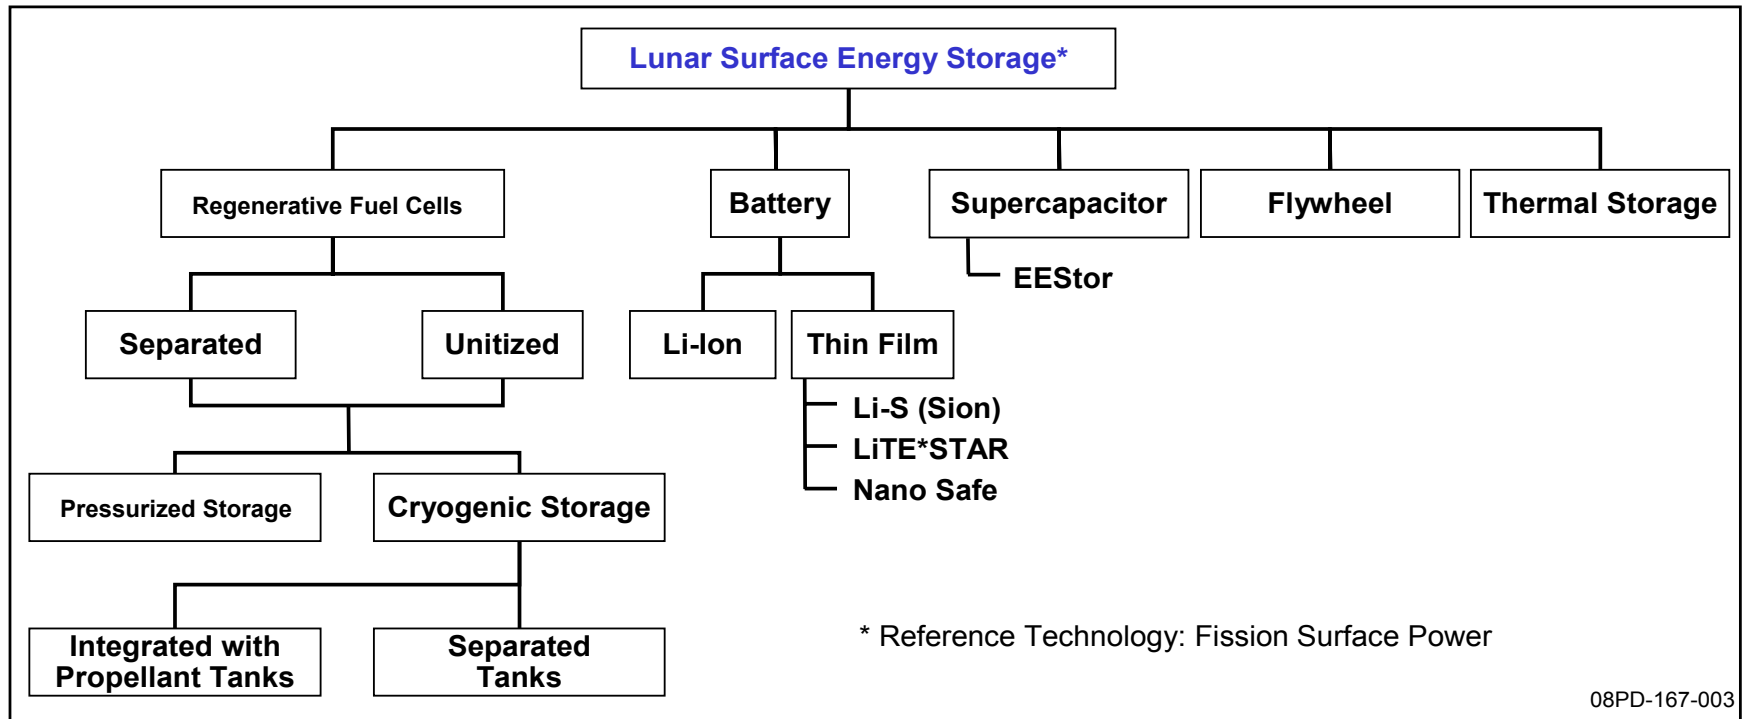 Lunar Surface Energy Storage*
Regenerative Fuel Cells
Battery
Supercapacitor
Flywheel
Thermal Storage
EEStor
Separated
Unitized
Li-Ion
Thin Film
Li-S (Sion)
LiTE*STAR
Nano Safe
Pressurized Storage
Cryogenic Storage
Integrated with
Propellant Tanks
Separated
Tanks
* Reference Technology: Fission Surface Power
08PD-167-003